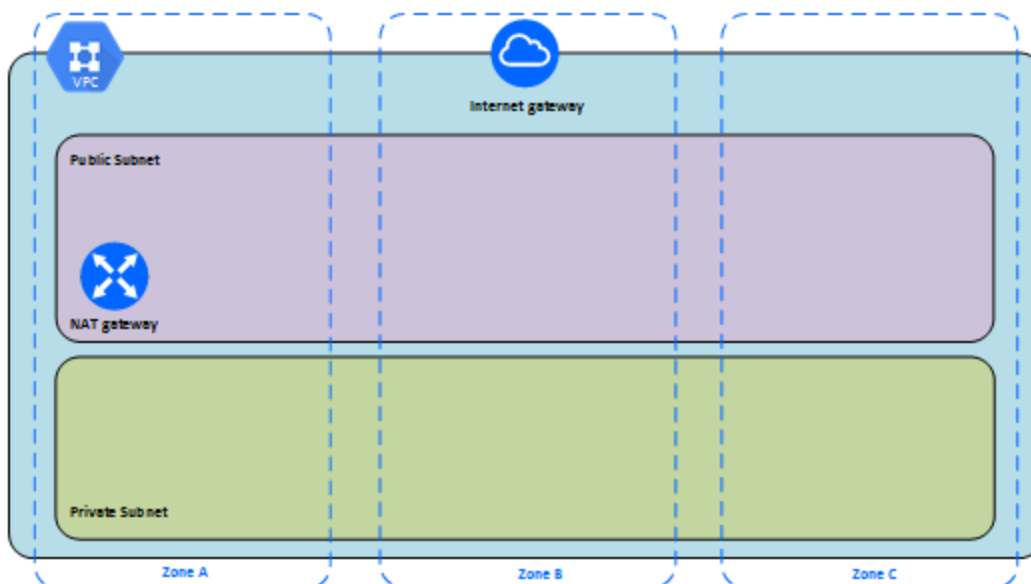 VPC
Internet gateway
Public Subnet
NAT gateway
Private Subnet
Zone A
Zone B
Zone C